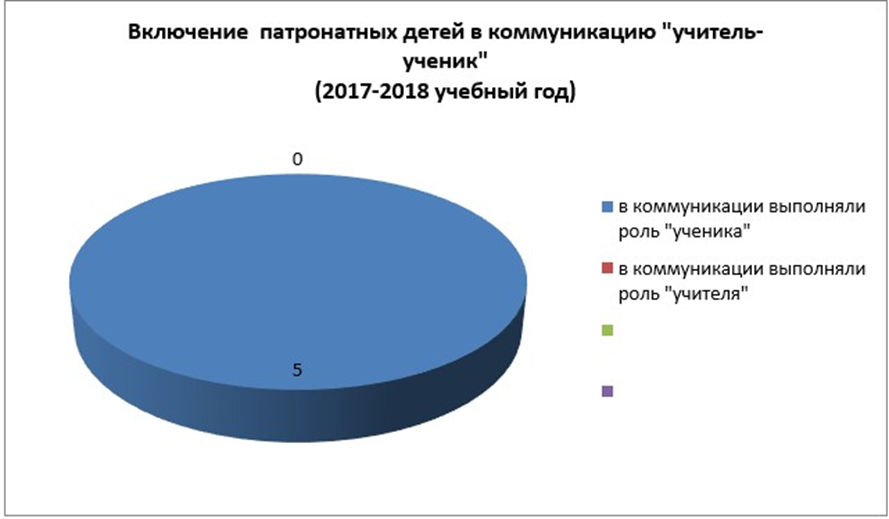 Включение  патронатных детей в коммуникацию "учитель-
ученик"
(2017-2018 учебный год)
0
5
в коммуникации выполняли
роль "ученика"
в коммуникации выполняли
роль "учителя"